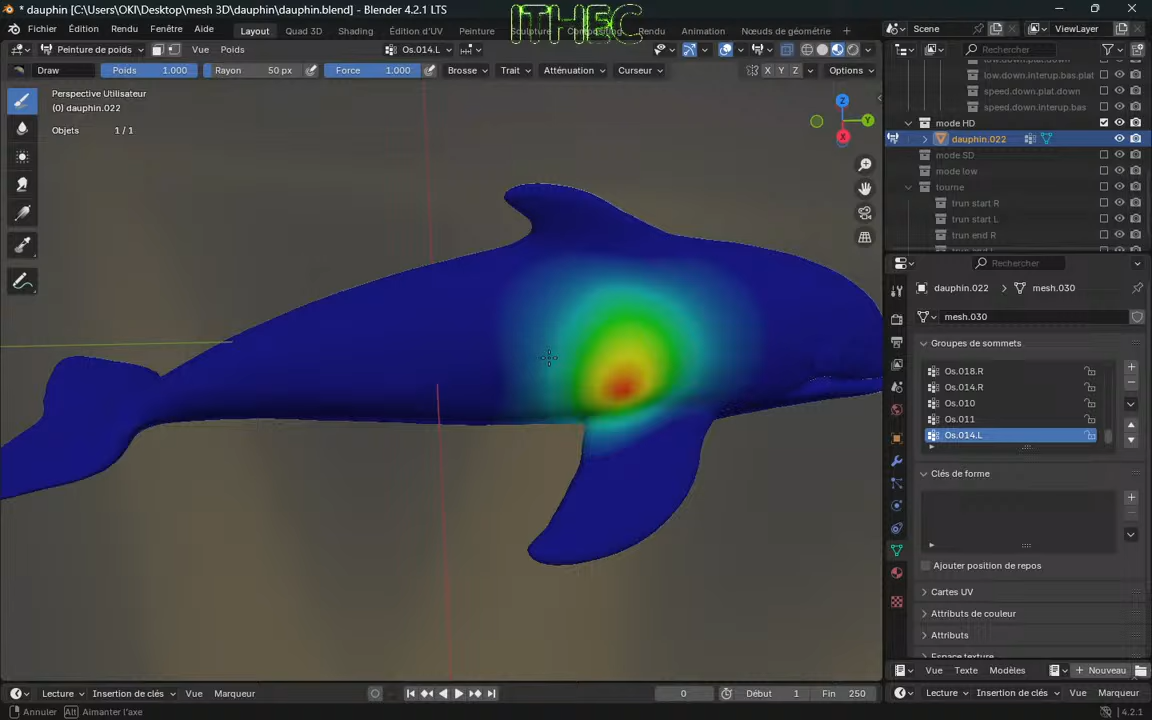 * dauphin [C:\Users\OKI\Desktop\mesh 3D\dauphin\dauphin.blend] - Blender 4.2.1 LTS
ITHEC
Fichier Édition Rendu Fenêtre Aide Layout Quad 3D Shading Édition d'UV Peinture Rendu Animation Nœuds de géométrie Scene ViewLayer
Peinture de poids Vue Poids Os.014.L Rechercher
Draw Poids 1.000 Rayon 50 px Force 1.000 Brosse Trait Atténuation Curseur X Y Z Options
Perspective Utilisateur
(0) dauphin.022
Objets 1 / 1
Z
Y
X
low.down.interup.bas.plat
speed.down.plat.down
speed.down.interup.bas
mode HD
dauphin.022
mode SD
mode low
tourne
trun start R
trun start L
trun end R
Rechercher
dauphin.022 > mesh.030
mesh.030
Groupes de sommets
Os.018.R
Os.014.R
Os.010
Os.011
Os.014.L
Clés de forme
Ajouter position de repos
Cartes UV
Attributs de couleur
Attributs
Espace texture
Vue Texte Modèles + Nouveau
Lecture Insertion de clés Vue Marqueur 0 Début 1 Fin 250
Lecture Insertion de clés Vue Marqueur
Annuler Alt Aimanter l'axe 4.2.1